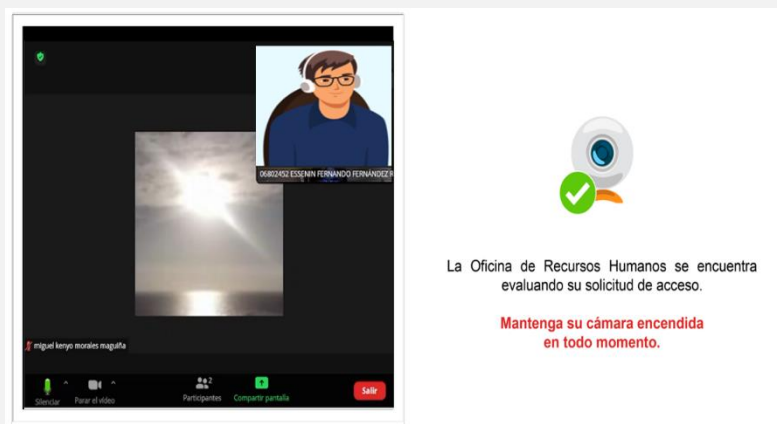 06802452 ESSENIN FERNANDO FERNÁNDEZ R
miguel kenyo morales maguiña
Silenciar
Parar el vídeo
2
Participantes
Compartir pantalla
Salir
La Oficina de Recursos Humanos se encuentra
evaluando su solicitud de acceso.
Mantenga su cámara encendida
en todo momento.